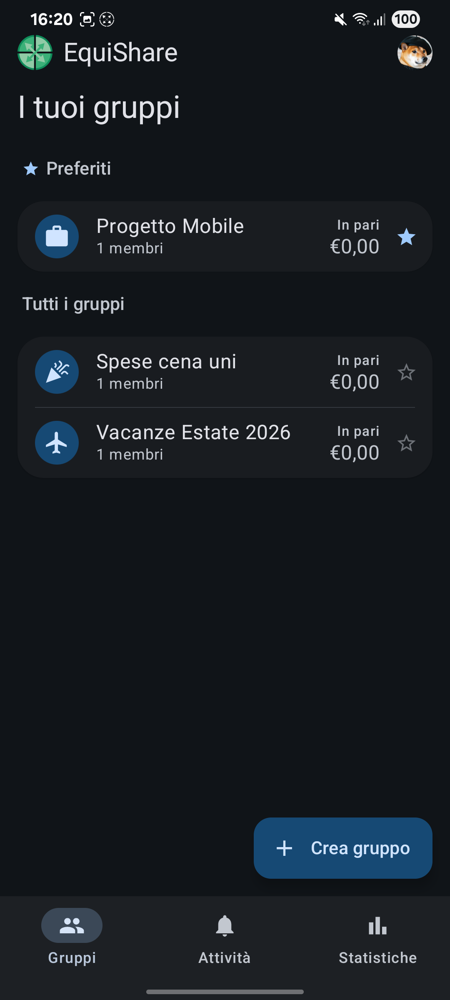 16:20
100
EquiShare
I tuoi gruppi
Preferiti
Progetto Mobile
1 membri
In pari
€0,00
Tutti i gruppi
Spese cena uni
1 membri
In pari
€0,00
Vacanze Estate 2026
1 membri
In pari
€0,00
Crea gruppo
Gruppi
Attività
Statistiche